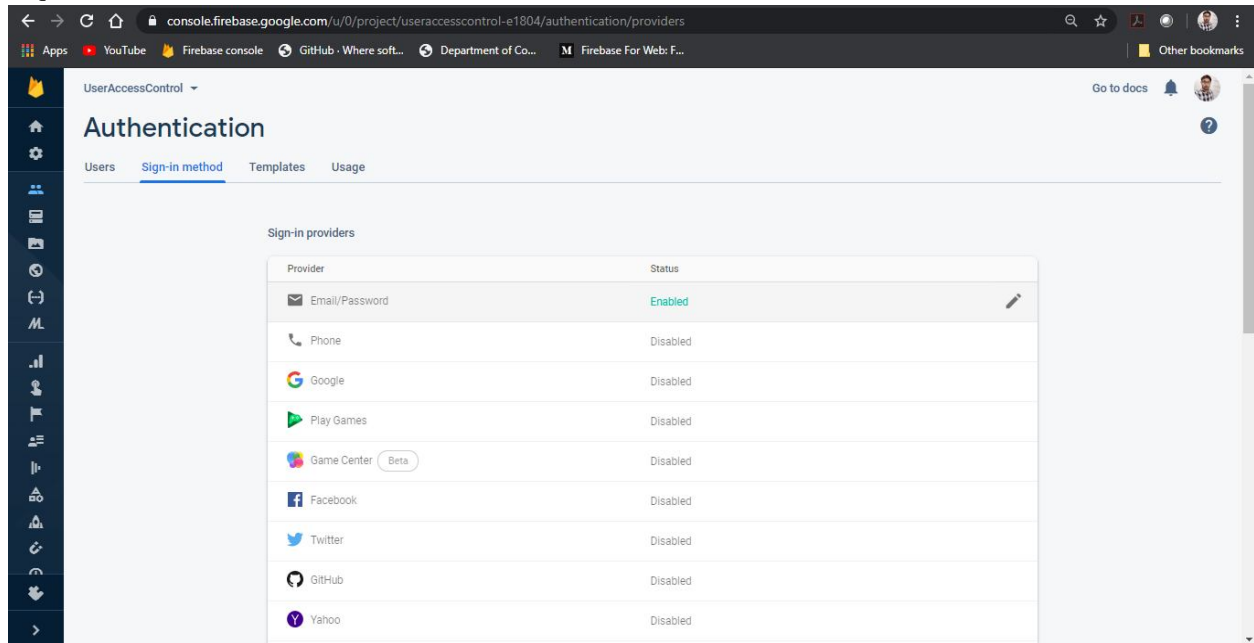 console.firebase.google.com/u/0/project/useraccesscontrol-e1804/authentication/providers
Apps YouTube Firebase console GitHub · Where soft... Department of Co... M Firebase For Web: F... Other bookmarks
UserAccessControl Go to docs
Authentication
Users Sign-in method Templates Usage
Sign-in providers
Provider Status
Email/Password Enabled
Phone Disabled
Google Disabled
Play Games Disabled
Game Center Beta Disabled
Facebook Disabled
Twitter Disabled
GitHub Disabled
Yahoo Disabled